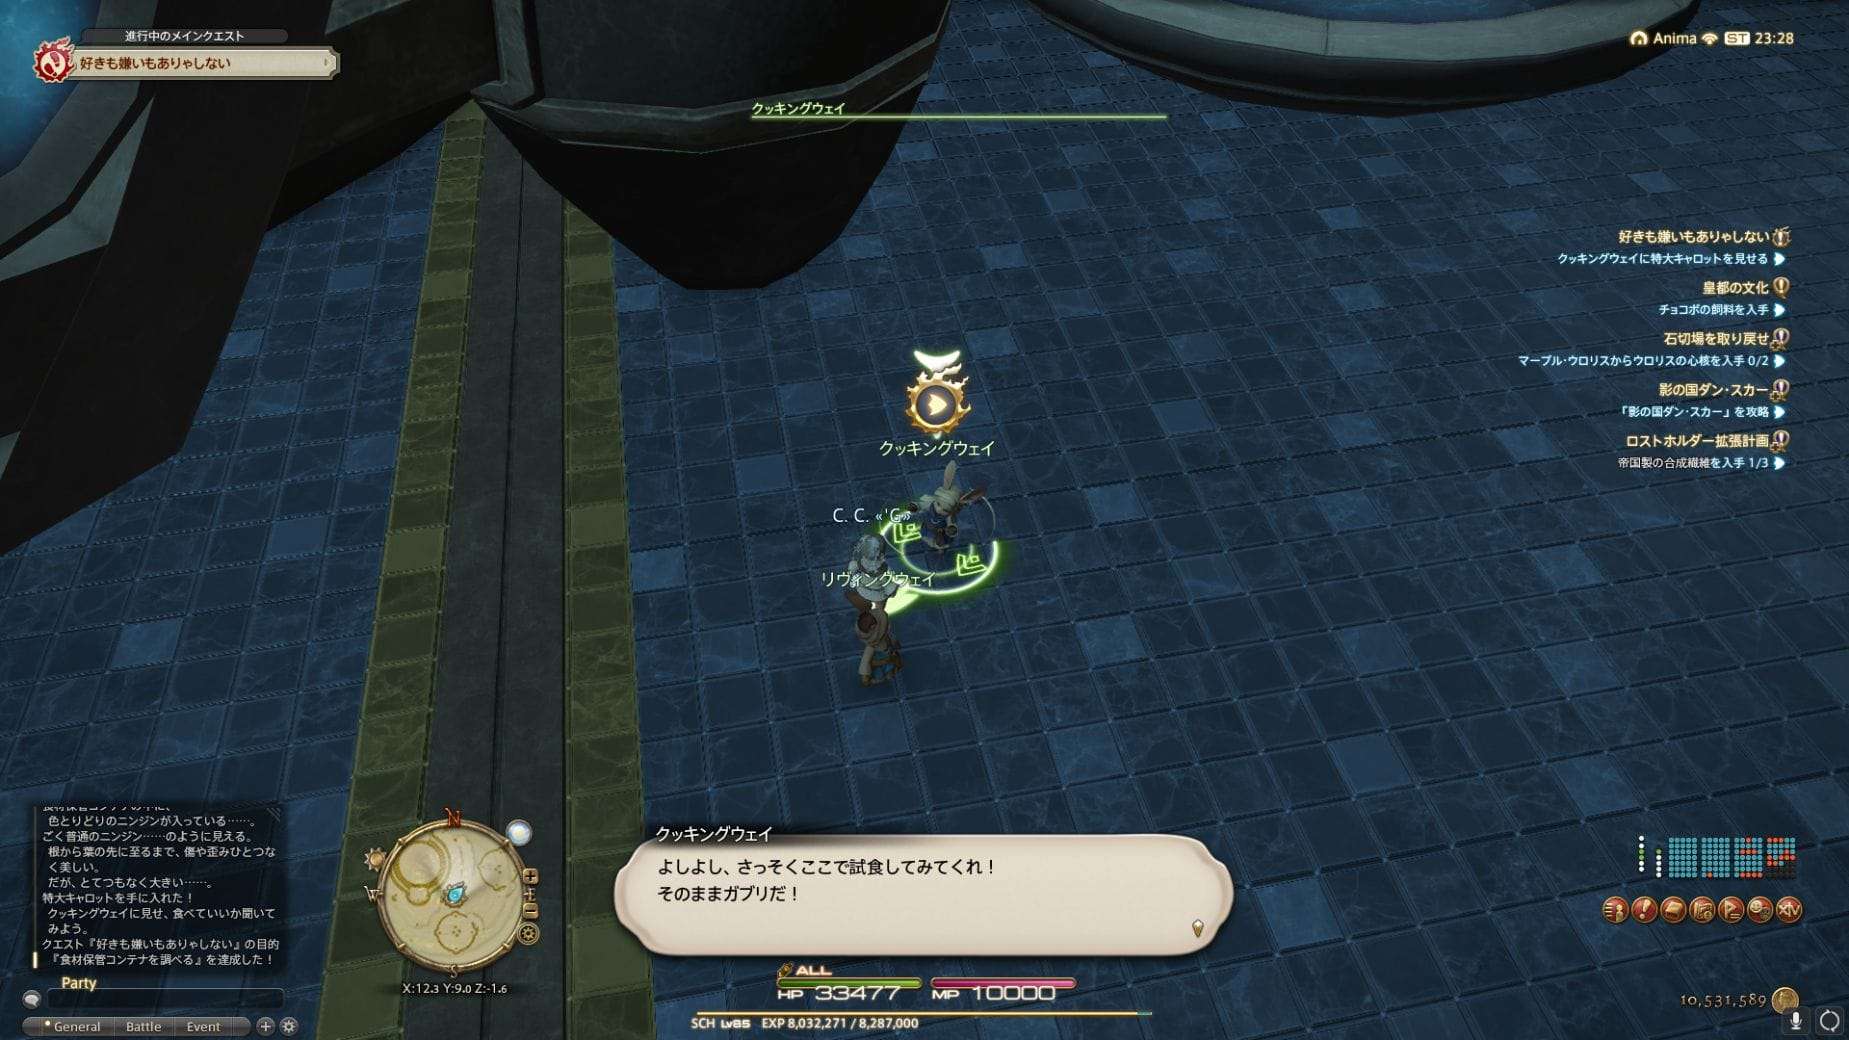 進行中のメインクエスト
好きも嫌いもありゃしない
Anima ST 23:28
クッキングウェイ
好きも嫌いもありゃしない
クッキングウェイに特大キャロットを見せる
皇都の文化
チョコボの飼料を入手
石切場を取り戻せ
マーブル・ウロリスからウロリスの心核を入手 0/2
影の国ダン・スカー
「影の国ダン・スカー」を攻略
ロストホルダー拡張計画
帝国製の合成繊維を入手 1/3
クッキングウェイ
C. C. «'G»
リヴィングウェイ
色とりどりのニンジンが入っている……。
ごく普通のニンジン……のように見える。
根から葉の先に至るまで、傷や歪みひとつな
く美しい。
だが、とてつもなく大きい……。
特大キャロットを手に入れた！
クッキングウェイに見せ、食べていいか聞いて
みよう。
クエスト『好きも嫌いもありゃしない』の目的
『食材保管コンテナを調べる』を達成した！
Party
General Battle Event
N
W
S
X:12.3 Y:9.0 Z:-1.6
クッキングウェイ
よしよし、さっそくここで試食してみてくれ！
そのままガブリだ！
ALL
HP 33477 MP 10000
SCH Lv85 EXP 8,032,271 / 8,287,000
XIV
10,531,589